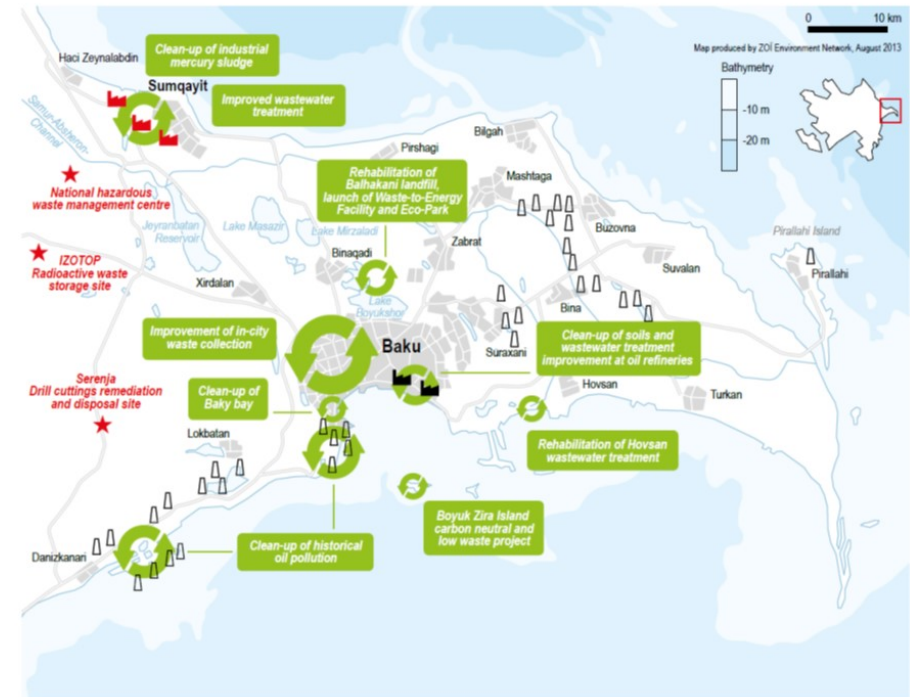 0 10 km
Map produced by ZOÏ Environment Network, August 2013
Bathymetry
-10 m
-20 m
Haci Zeynalabdin
Clean-up of industrial
mercury sludge
Sumqayit
Improved wastewater
treatment
Samur-Absheron-
Channel
Bilgah
Pirshagi
Mashtaga
National hazardous
waste management centre
Rehabilitation of
Balhakani landfill,
launch of Waste-to-Energy
Facility and Eco-Park
Jeyranbatan
Reservoir
Lake Masazir
Lake Mirzaladi
Büzovna
Pirallahi Island
Zabrat
Binaqadi
IZOTOP
Radioactive waste
storage site
Suvalan
Pirallahi
Xirdalan
Lake
Boyukshor
Bina
Improvement of in-city
waste collection
Baku
Suraxani
Clean-up of soils and
wastewater treatment
improvement at oil refineries
Serenja
Drill cuttings remediation
and disposal site
Clean-up of
Baky bay
Hovsan
Turkan
Lokbatan
Rehabilitation of Hovsan
wastewater treatment
Boyuk Zira Island
carbon neutral and
low waste project
Clean-up of historical
oil pollution
Danizkanari